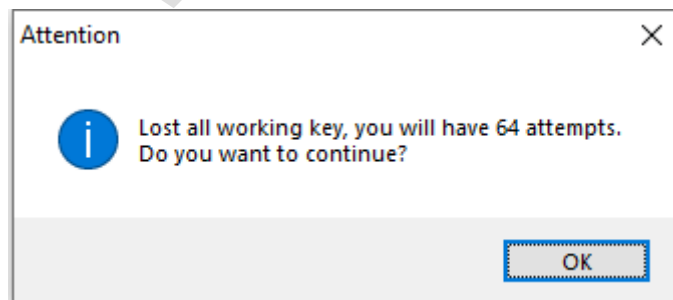 Attention
Lost all working key, you will have 64 attempts.
Do you want to continue?
OK